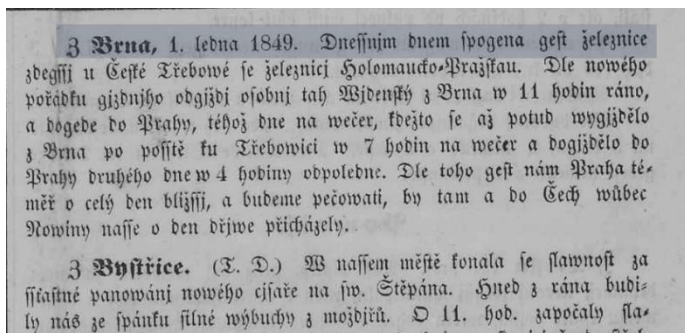 Z Brna, 1. ledna 1849. Dnessnjm dnem spogena gest železnice
zdegssj u České Třebowé se železnicj Holomaucko-Pražskau. Dle nowého
pořádku gjzdnjho odgjždj osobnj tah Wjdenský z Brna w 11 hodin ráno,
a dogede do Prahy, téhož dne na wečer, kdežto se až potud wygjždělo
z Brna po posstě ku Třebowici w 7 hodin na wečer a dogjždělo do
Prahy druhého dne w 4 hodiny odpoledne. Dle toho gest nám Praha té-
měř o celý den bližssj, a budeme pečowati, by tam a do Čech wůbec
Nowiny nasse o den dřjwe přicházely.
Z Bystřice. (T. D.) W nassem městě konala se slawnost za
ssťastné panowánj nowého cjsaře na sw. Štěpána. Hned z rána budi-
ly nás ze spánku silné wýbuchy z moždjřů. O 11. hod. započaly sla-